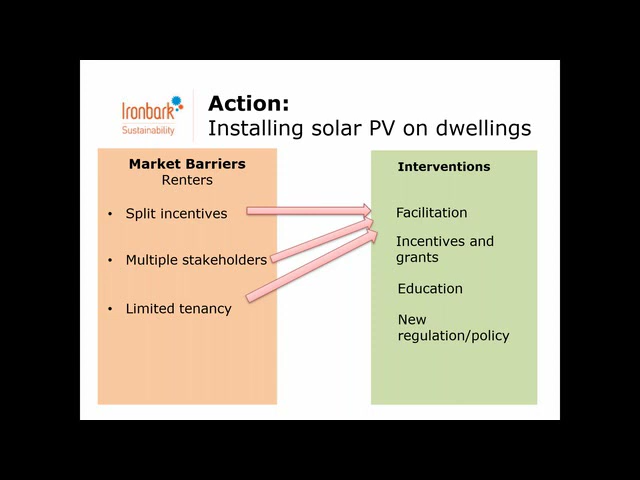 Ironbark
Sustainability
Action:
Installing solar PV on dwellings
Market Barriers
Renters
• Split incentives
• Multiple stakeholders
• Limited tenancy
Interventions
Facilitation
Incentives and
grants
Education
New
regulation/policy